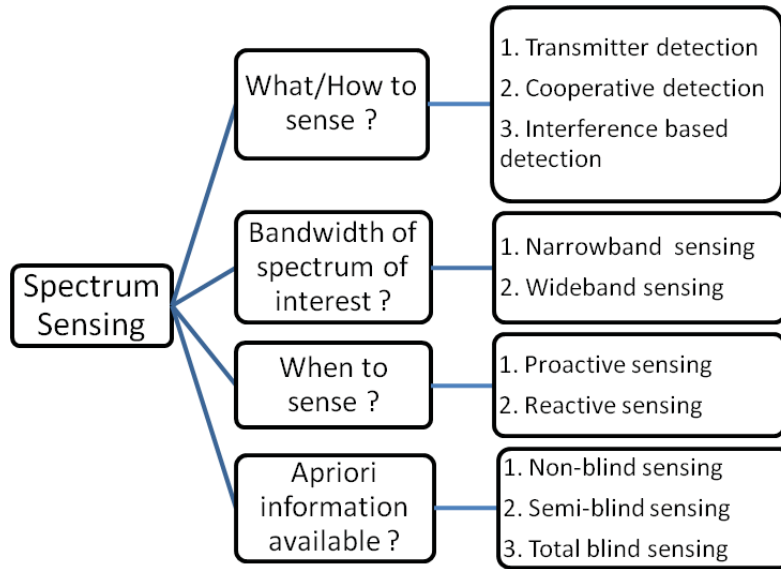 Spectrum
Sensing
What/How to
sense ?
1. Transmitter detection
2. Cooperative detection
3. Interference based
detection
Bandwidth of
spectrum of
interest ?
1. Narrowband sensing
2. Wideband sensing
When to
sense ?
1. Proactive sensing
2. Reactive sensing
Apriori
information
available ?
1. Non-blind sensing
2. Semi-blind sensing
3. Total blind sensing